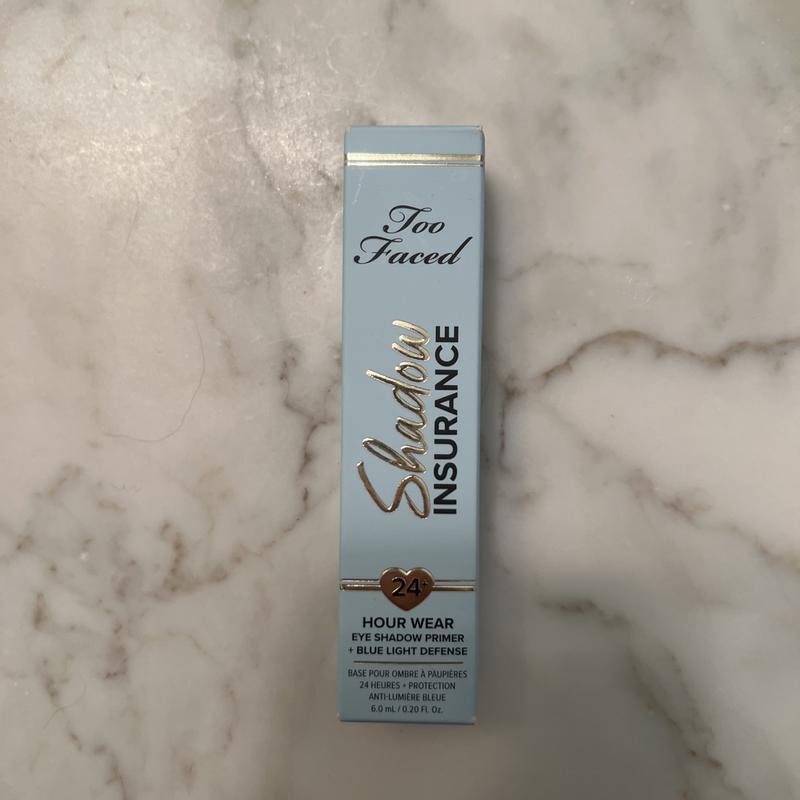 Too
Faced
Shadow
INSURANCE
24+
HOUR WEAR
EYE SHADOW PRIMER
+ BLUE LIGHT DEFENSE
BASE POUR OMBRE À PAUPIÈRES
24 HEURES + PROTECTION
ANTI-LUMIÈRE BLEUE
6.0 mL / 0.20 Fl. Oz.